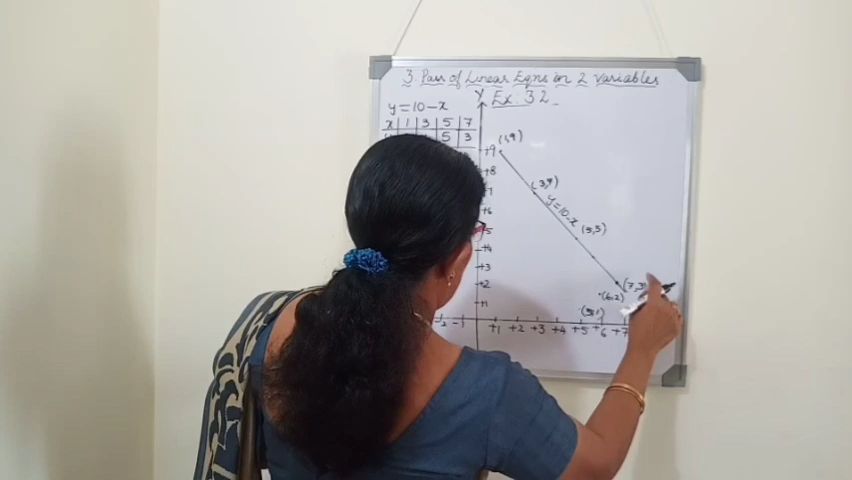 3. Pair of Linear Eqns in 2 Variables
Ex. 3.2
y = 10 - x
x 1 3 5 7
5 3
Y
(1,9)
+9
+8
(3,7)
y=10-x
+6
(5,5)
5
+4
+3
(7,3)
+2
(6,2)
+1
(5,1)
-2 -1 +1 +2 +3 +4 +5 +6 +7